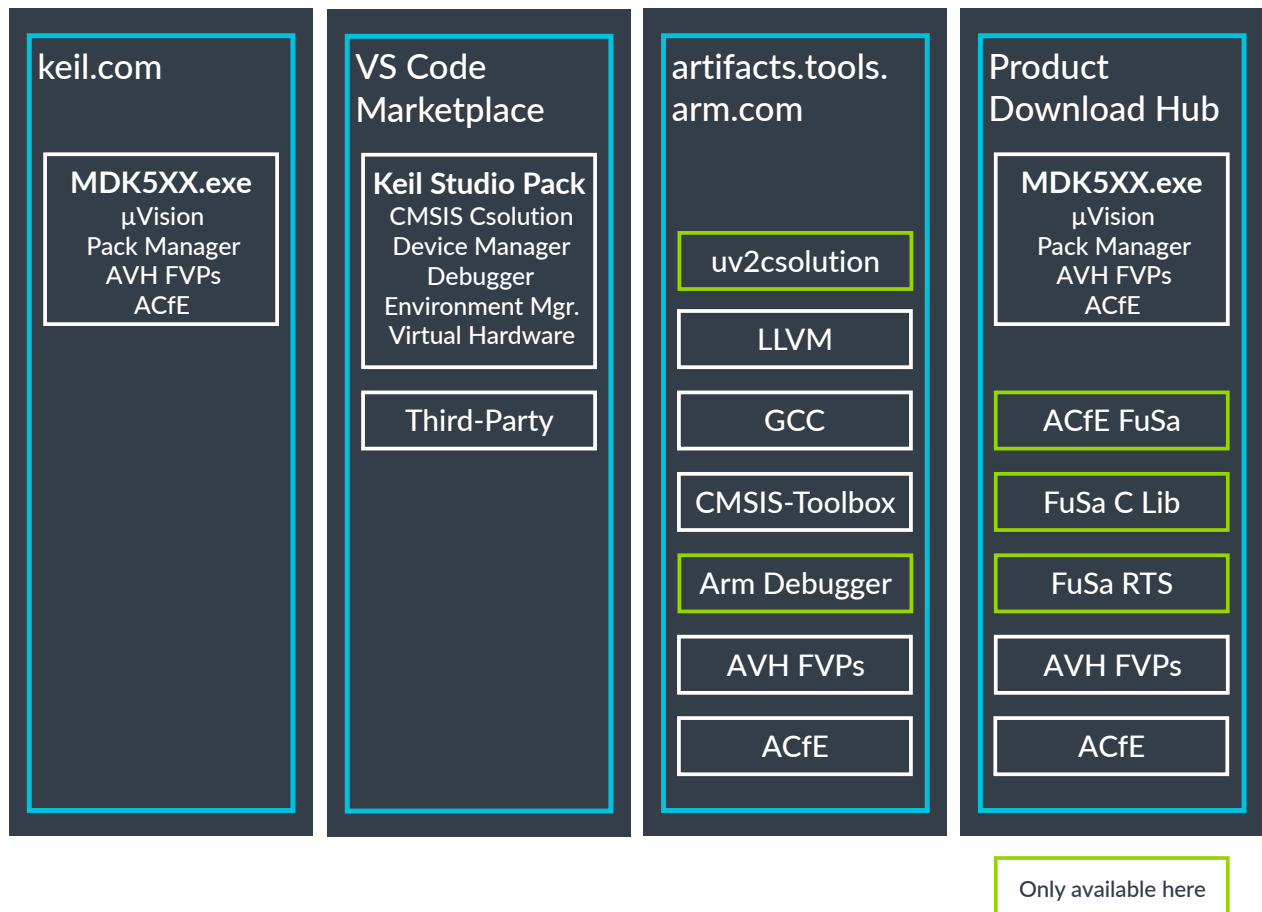 keil.com
MDK5XX.exe
µVision
Pack Manager
AVH FVPs
ACfE
VS Code
Marketplace
Keil Studio Pack
CMSIS Csolution
Device Manager
Debugger
Environment Mgr.
Virtual Hardware
Third-Party
artifacts.tools.
arm.com
uv2csolution
LLVM
GCC
CMSIS-Toolbox
Arm Debugger
AVH FVPs
ACfE
Product
Download Hub
MDK5XX.exe
µVision
Pack Manager
AVH FVPs
ACfE
ACfE FuSa
FuSa C Lib
FuSa RTS
AVH FVPs
ACfE
Only available here